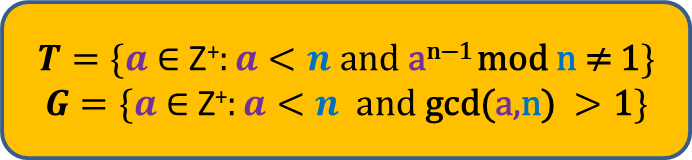 T = {a ∈ Z⁺: a < n and aⁿ⁻¹ mod n ≠ 1}
G = {a ∈ Z⁺: a < n and gcd(a,n) > 1}